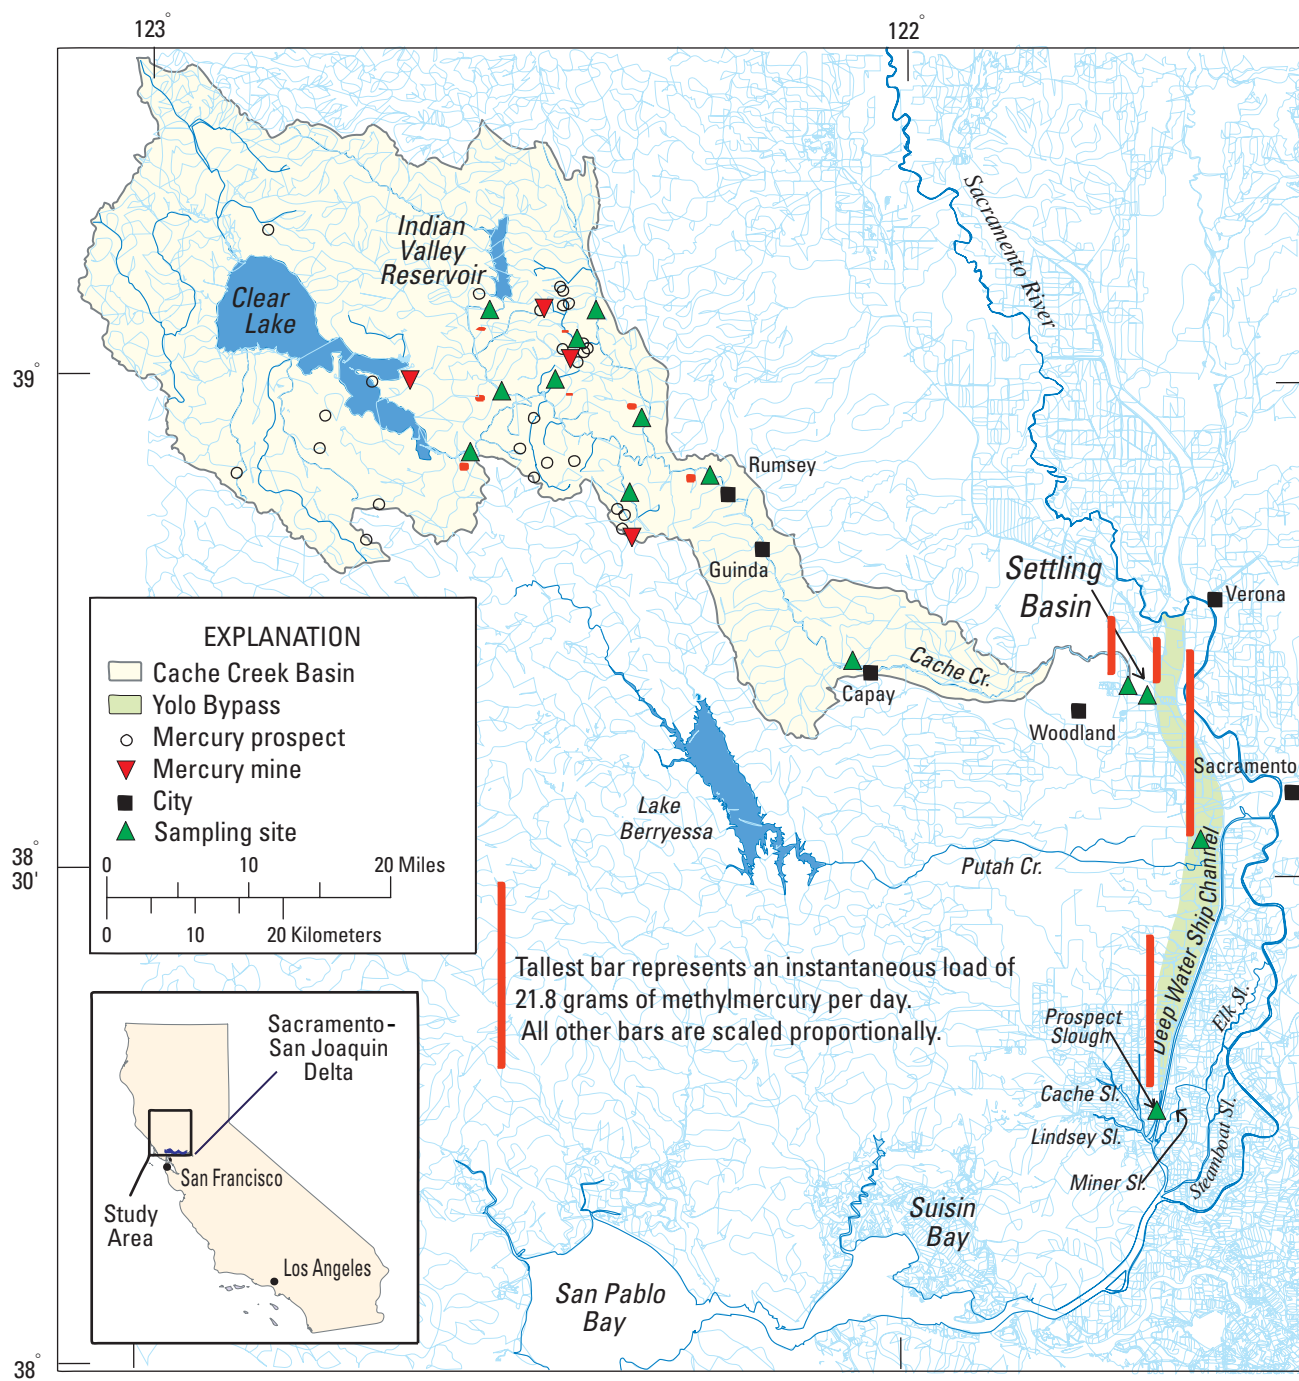 123°
122°
Sacramento River
Indian
Valley
Reservoir
Clear
Lake
39°
Rumsey
Guinda
Settling
Basin
Verona
EXPLANATION
Cache Creek Basin
Yolo Bypass
Mercury prospect
Mercury mine
City
Sampling site
0 10 20 Miles
0 10 20 Kilometers
Cache Cr.
Capay
Woodland
Sacramento
Lake
Berryessa
38°
30'
Putah Cr.
Deep Water Ship Channel
Tallest bar represents an instantaneous load of
21.8 grams of methylmercury per day.
All other bars are scaled proportionally.
Prospect
Slough
Elk Sl.
Cache Sl.
Lindsey Sl.
Miner Sl.
Steamboat Sl.
Sacramento-
San Joaquin
Delta
San Francisco
Study
Area
Los Angeles
Suisin
Bay
San Pablo
Bay
38°